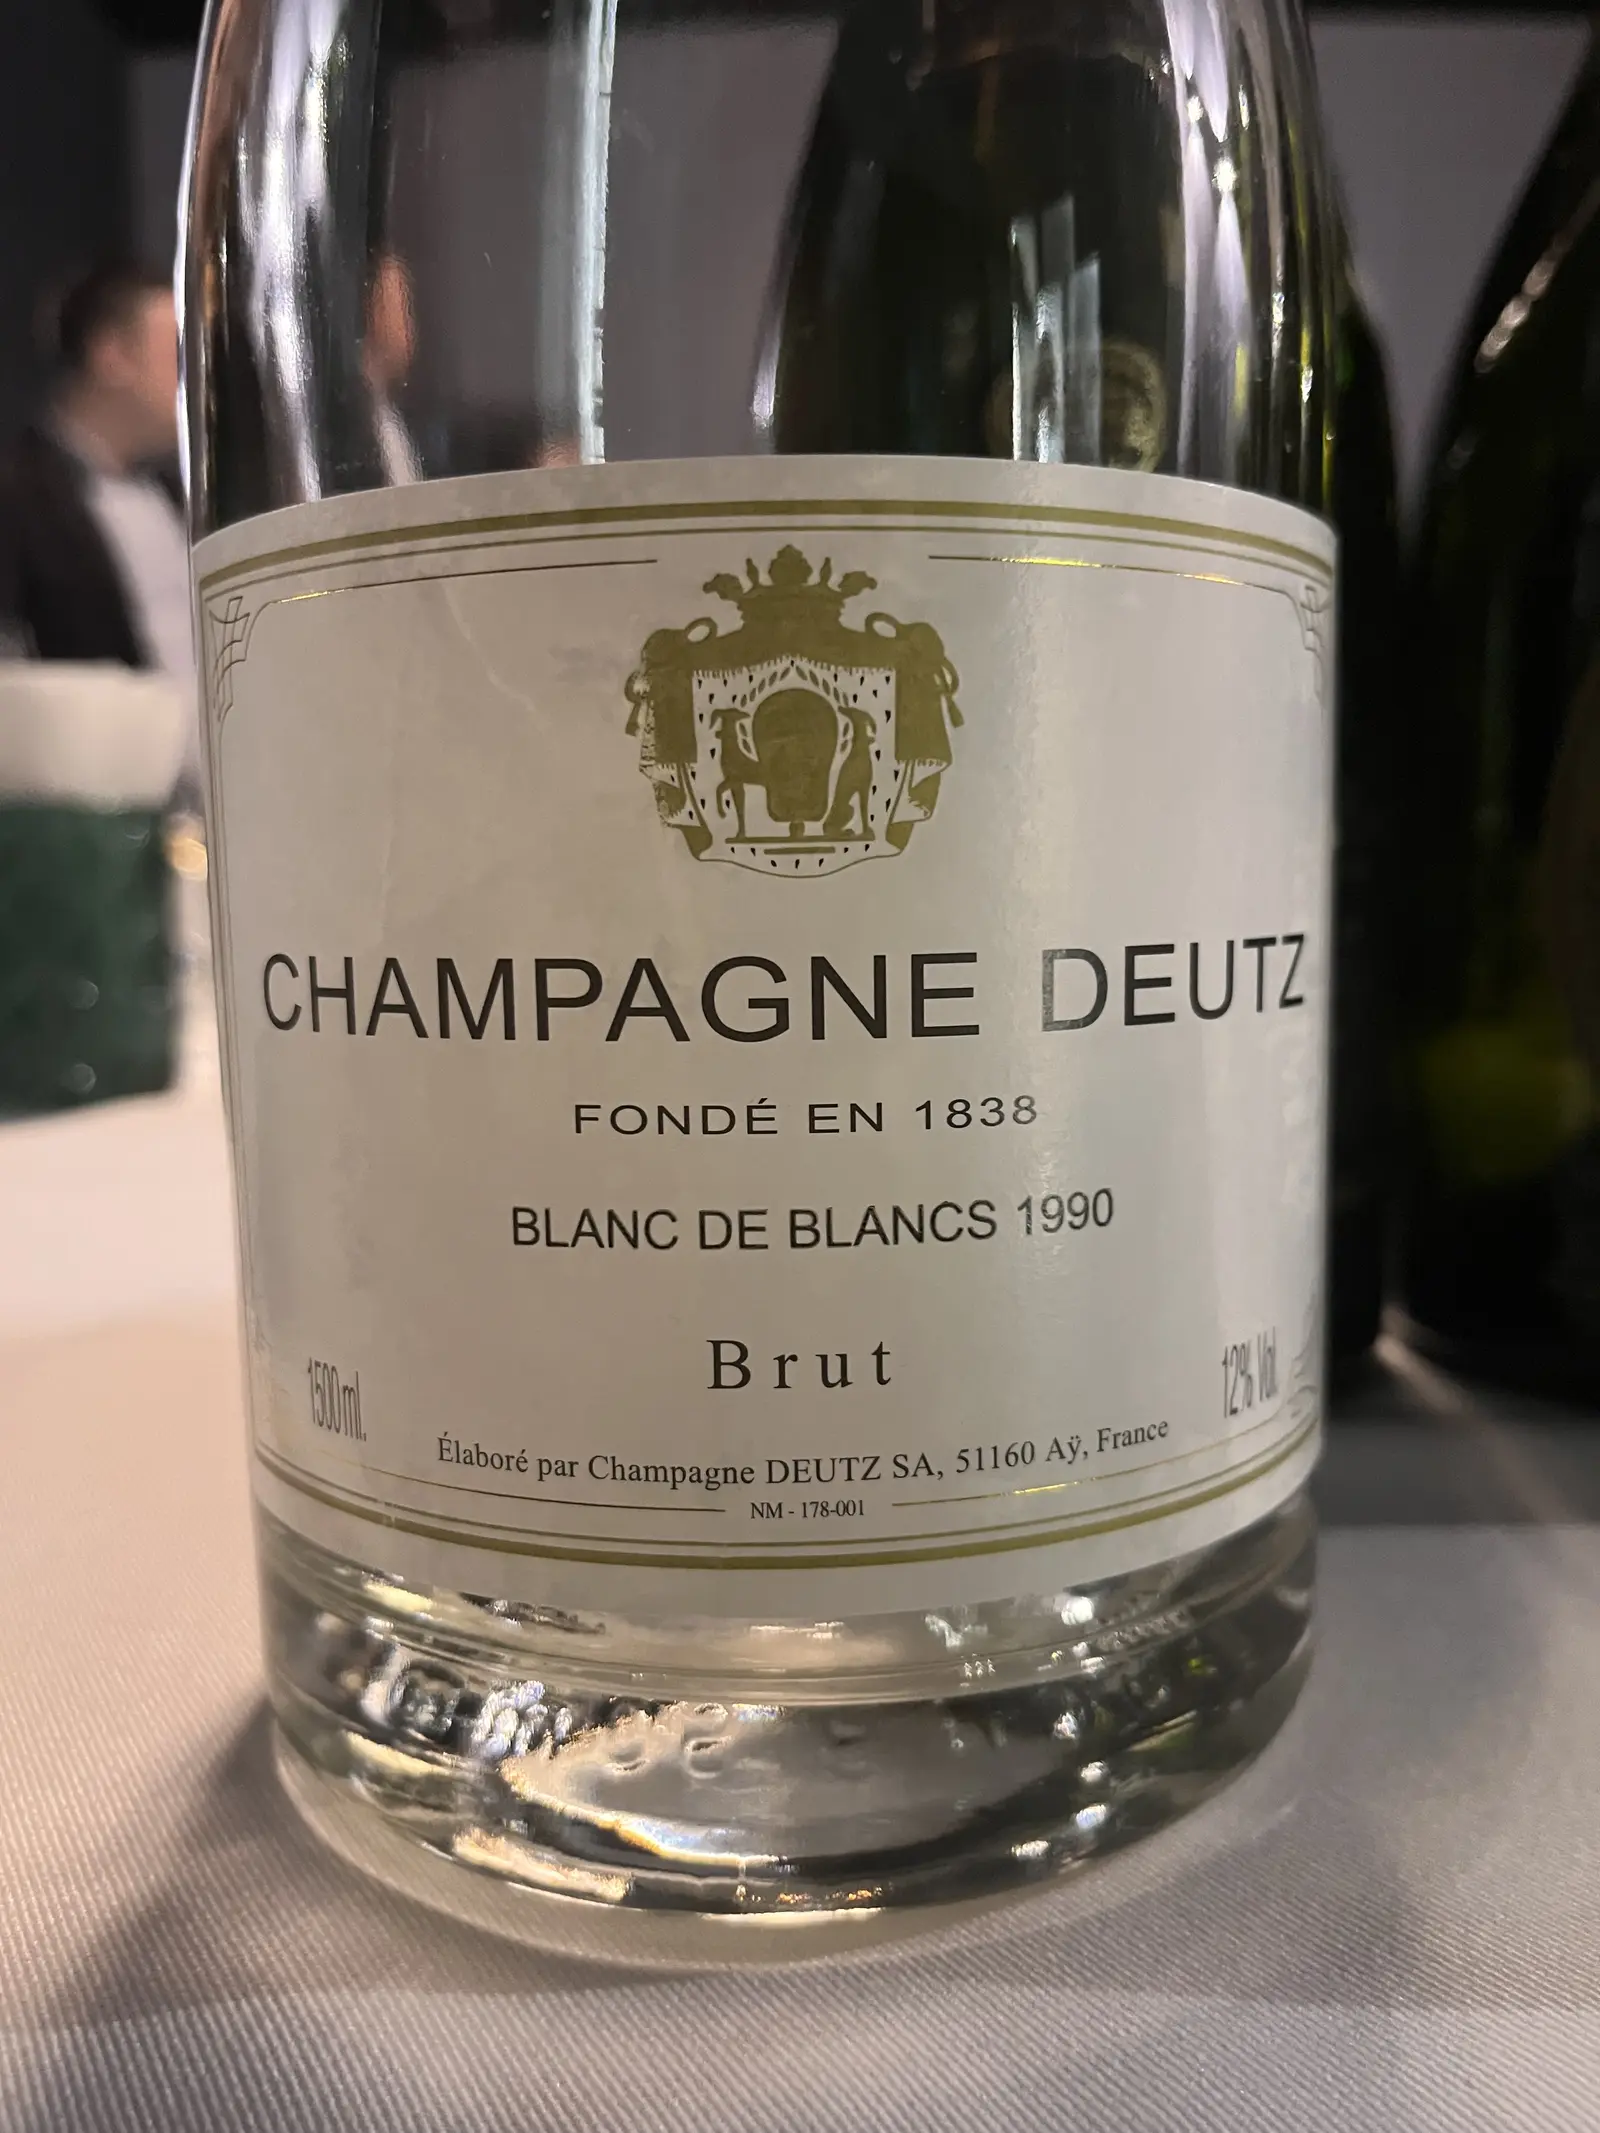 CHAMPAGNE DEUTZ
FONDÉ EN 1838
BLANC DE BLANCS 1990
Brut
1500 ml.
12% Vol.
Élaboré par Champagne DEUTZ SA, 51160 Aÿ, France
NM - 178-001